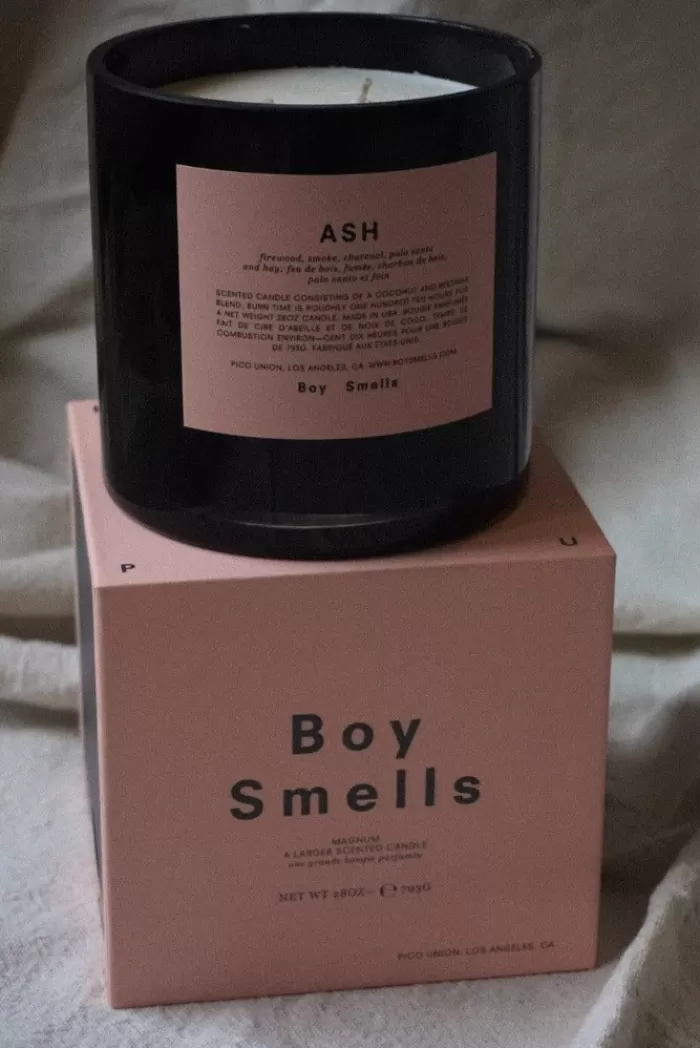 ASH
firewood, smoke, charcoal, palo santo
and hay; feu de bois, fumée, charbon de bois,
palo santo et foin
SCENTED CANDLE CONSISTING OF A COCONUT AND BEESWAX
BLEND. BURN TIME IS ROUGHLY ONE HUNDRED TEN HOURS FOR
A NET WEIGHT 28OZ CANDLE. MADE IN USA. BOUGIE PARFUMÉE
FAIT DE CIRE D'ABEILLE ET DE NOIX DE COCO. TEMPS DE
COMBUSTION ENVIRON—CENT DIX HEURES POUR UNE BOUGIE
DE 793G. FABRIQUÉ AUX ÉTATS-UNIS.
PICO UNION, LOS ANGELES, CA WWW.BOYSMELLS.COM
Boy Smells
P
U
Boy
Smells
MAGNUM
A LARGER SCENTED CANDLE
une grande bougie parfumée
NET WT 28OZ— ℮ 793G
PICO UNION, LOS ANGELES, CA